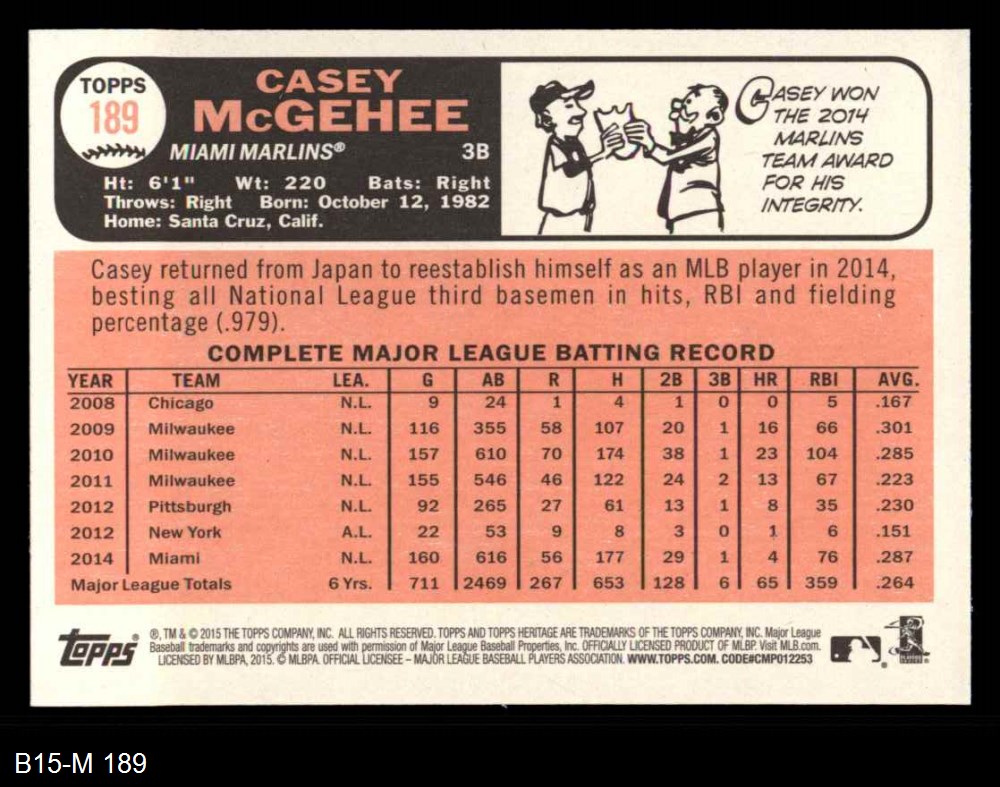 TOPPS
189
CASEY
McGEHEE
MIAMI MARLINS® 3B
Ht: 6'1" Wt: 220 Bats: Right
Throws: Right Born: October 12, 1982
Home: Santa Cruz, Calif.
CASEY WON
THE 2014
MARLINS
TEAM AWARD
FOR HIS
INTEGRITY.
Casey returned from Japan to reestablish himself as an MLB player in 2014,
besting all National League third basemen in hits, RBI and fielding
percentage (.979).
COMPLETE MAJOR LEAGUE BATTING RECORD
YEAR TEAM LEA. G AB R H 2B 3B HR RBI AVG.
2008 Chicago N.L. 9 24 1 4 1 0 0 5 .167
2009 Milwaukee N.L. 116 355 58 107 20 1 16 66 .301
2010 Milwaukee N.L. 157 610 70 174 38 1 23 104 .285
2011 Milwaukee N.L. 155 546 46 122 24 2 13 67 .223
2012 Pittsburgh N.L. 92 265 27 61 13 1 8 35 .230
2012 New York A.L. 22 53 9 8 3 0 1 6 .151
2014 Miami N.L. 160 616 56 177 29 1 4 76 .287
Major League Totals 6 Yrs. 711 2469 267 653 128 6 65 359 .264
topps
®, TM & © 2015 THE TOPPS COMPANY, INC. ALL RIGHTS RESERVED. TOPPS AND TOPPS HERITAGE ARE TRADEMARKS OF THE TOPPS COMPANY, INC. Major League
Baseball trademarks and copyrights are used with permission of Major League Baseball Properties, Inc. OFFICIALLY LICENSED PRODUCT OF MLBP. Visit MLB.com.
LICENSED BY MLBPA, 2015. © MLBPA. OFFICIAL LICENSEE – MAJOR LEAGUE BASEBALL PLAYERS ASSOCIATION. WWW.TOPPS.COM. CODE#CMP012253
B15-M 189